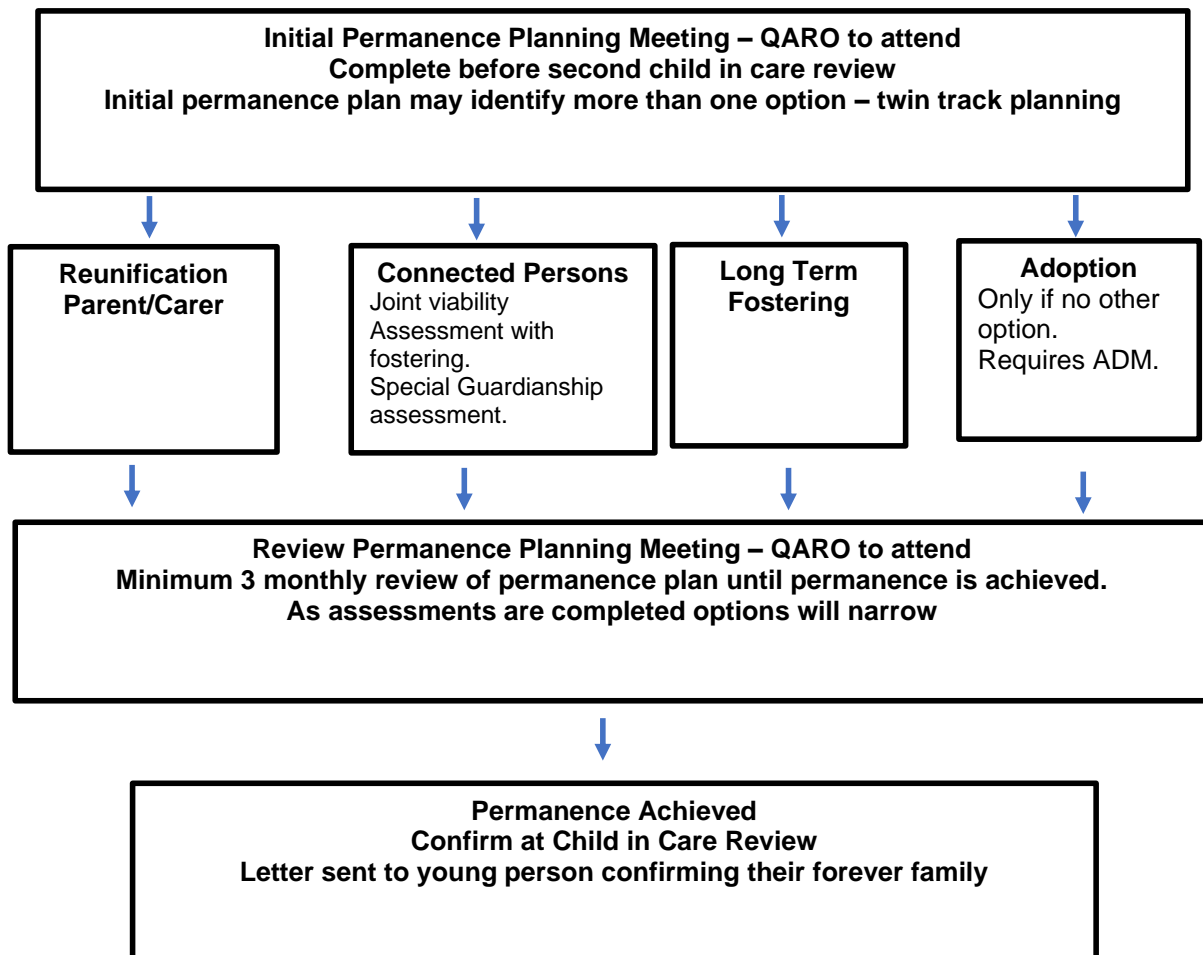 Initial Permanence Planning Meeting – QARO to attend
Complete before second child in care review
Initial permanence plan may identify more than one option – twin track planning
Reunification
Parent/Carer
Connected Persons
Joint viability
Assessment with
fostering.
Special Guardianship
assessment.
Long Term
Fostering
Adoption
Only if no other
option.
Requires ADM.
Review Permanence Planning Meeting – QARO to attend
Minimum 3 monthly review of permanence plan until permanence is achieved.
As assessments are completed options will narrow
Permanence Achieved
Confirm at Child in Care Review
Letter sent to young person confirming their forever family